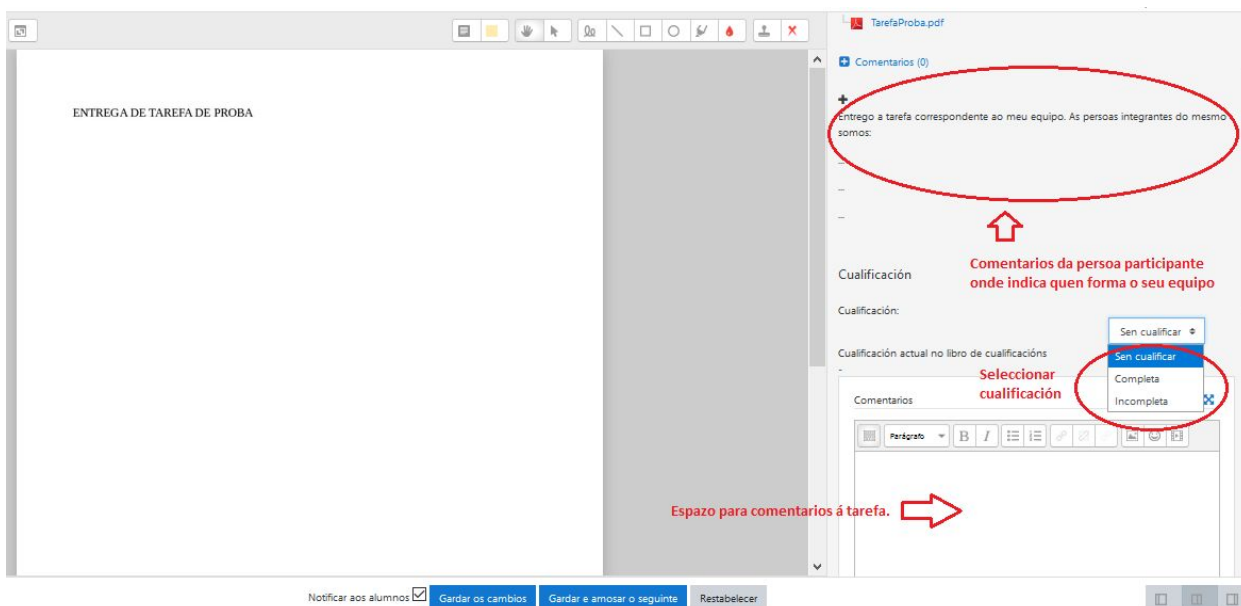 TarefaProba.pdf
Comentarios (0)
ENTREGA DE TAREFA DE PROBA
Entrego a tarefa correspondente ao meu equipo. As persoas integrantes do mesmo
somos:
–
–
–
Comentarios da persoa participante
onde indica quen forma o seu equipo
Cualificación
Cualificación:
Sen cualificar
Cualificación actual no libro de cualificacións
-
Sen cualificar
Completa
Incompleta
Seleccionar
cualificación
Comentarios
Parágrafo
B I
Espazo para comentarios á tarefa.
Notificar aos alumnos Gardar os cambios Gardar e amosar o seguinte Restabelecer